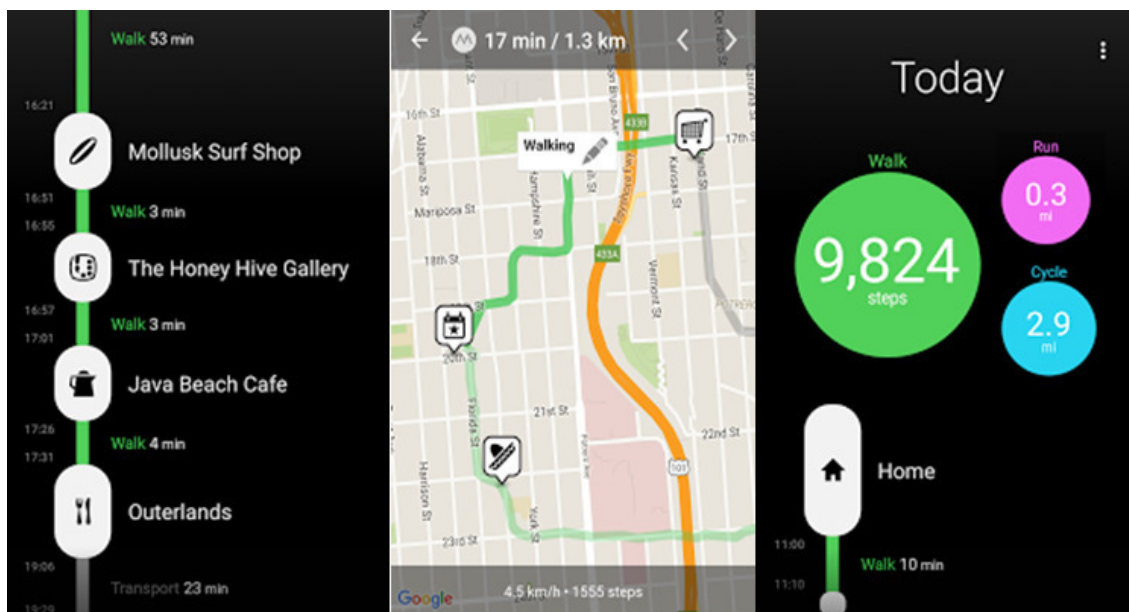 Walk 53 min
16:21
Mollusk Surf Shop
16:51
Walk 3 min
16:55
The Honey Hive Gallery
16:57
Walk 3 min
17:01
Java Beach Cafe
17:26
Walk 4 min
17:31
Outerlands
19:06
Transport 23 min
19:29
17 min / 1.3 km
16th St
433B
17th St
Walking
Alabama St
Hampshire St
Kansas St
Mariposa St
18th St
433A
Vermont St
20th St
Florida St
21st St
22nd St
101
Harrison St
York St
23rd St
Google
4.5 km/h • 1555 steps
Today
Walk
9,824
steps
Run
0.3
mi
Cycle
2.9
mi
Home
11:00
Walk 10 min
11:10